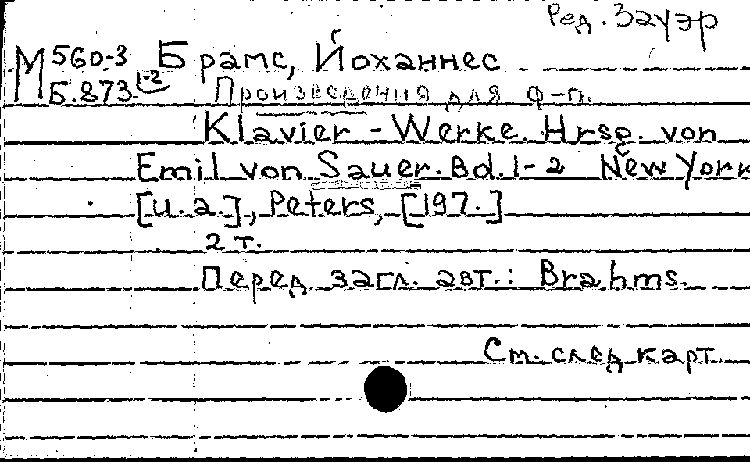 Ред. Зауэр
М 560-3 Брамс, Йоханнес
Б.873 1-2 Произведения для ф-п.
Klavier-Werke. Hrsg. von
Emil von Sauer. Bd. 1-2 New York
[u.a.], Peters, [197.]
2 т.
Перед загл. авт.: Brahms.
См. след карт.